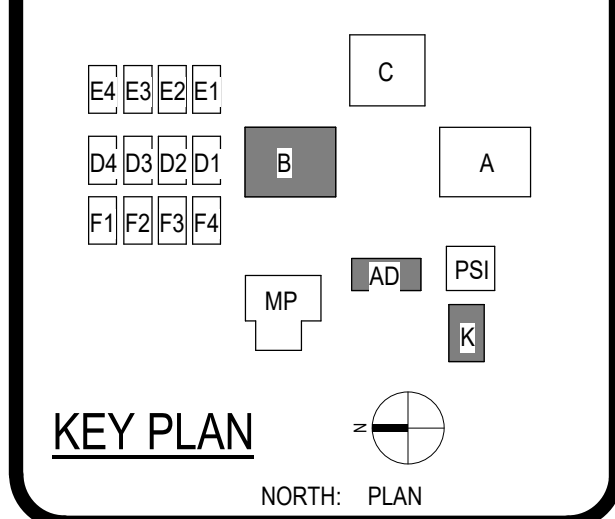 C
E4 E3 E2 E1
D4 D3 D2 D1
B
A
F1 F2 F3 F4
AD
PSI
MP
K
KEY PLAN
N
NORTH: PLAN